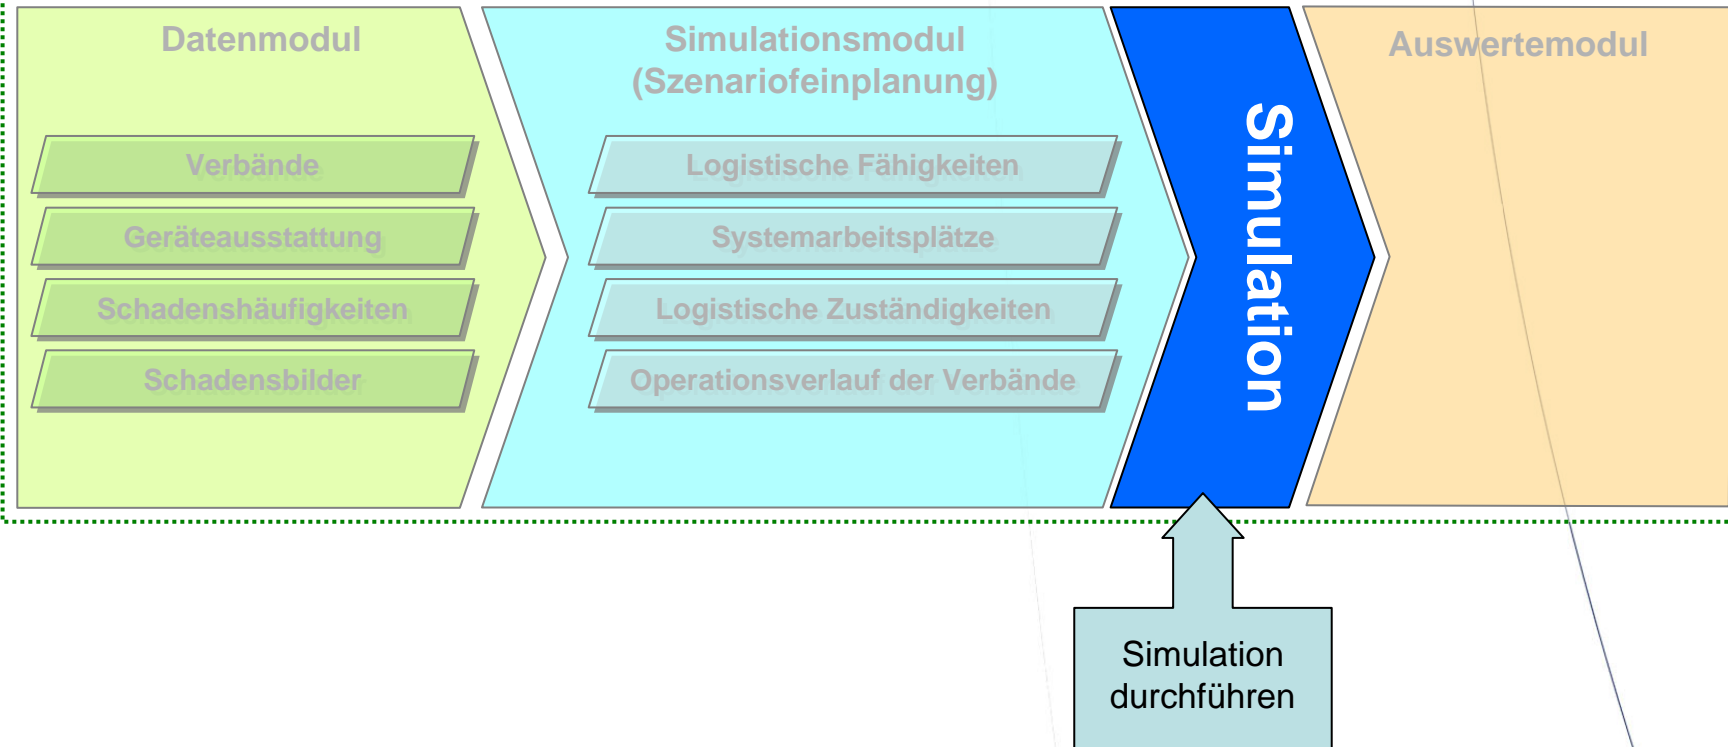 Datenmodul
Verbände
Geräteausstattung
Schadenshäufigkeiten
Schadensbilder
Simulationsmodul
(Szenariofeinplanung)
Logistische Fähigkeiten
Systemarbeitsplätze
Logistische Zuständigkeiten
Operationsverlauf der Verbände
Simulation
Auswertemodul
Simulation
durchführen